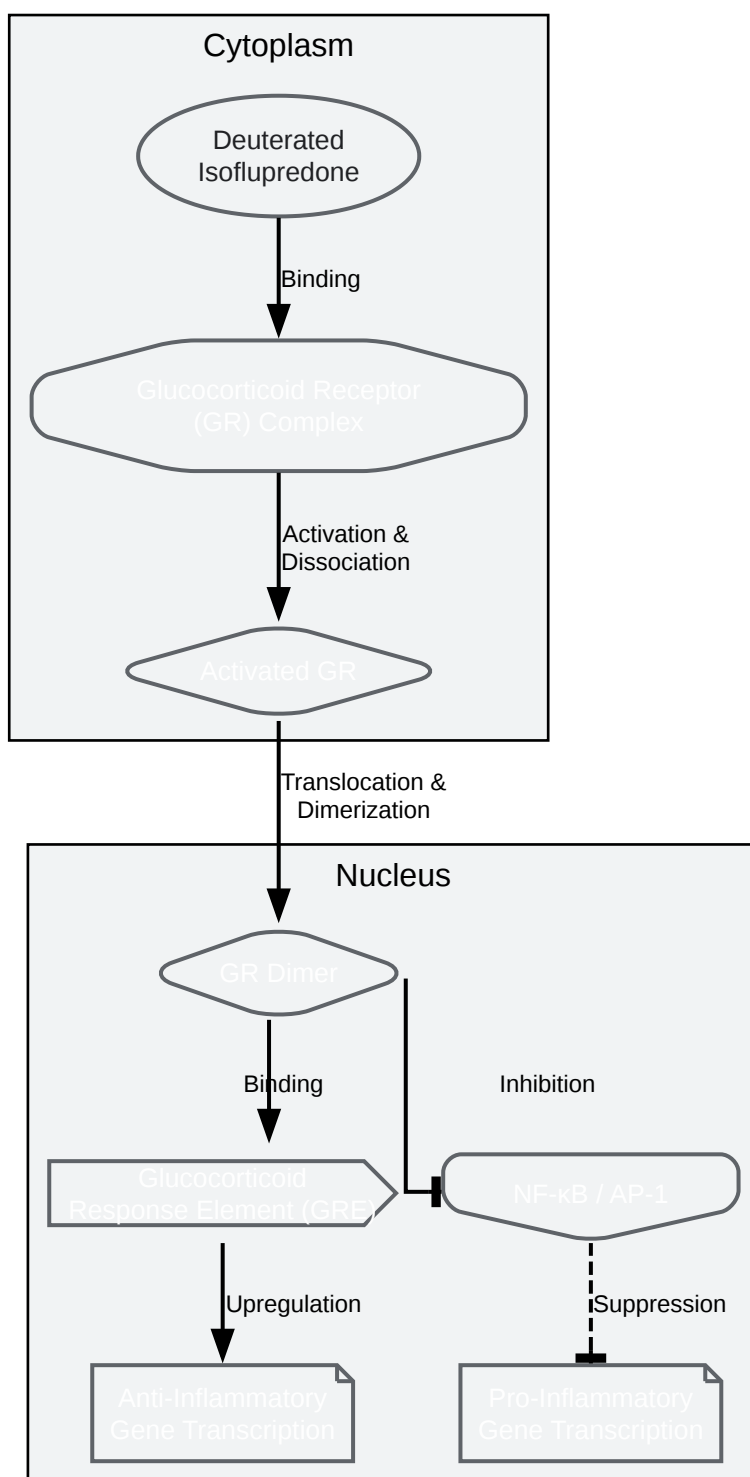 Cytoplasm
Deuterated
Isoflupredone
Binding
Glucocorticoid Receptor
(GR) Complex
Activation &
Dissociation
Activated GR
Translocation &
Dimerization
Nucleus
GR Dimer
Binding
Inhibition
Glucocorticoid
Response Element (GRE)
NF-κB / AP-1
Upregulation
Suppression
Anti-Inflammatory
Gene Transcription
Pro-Inflammatory
Gene Transcription